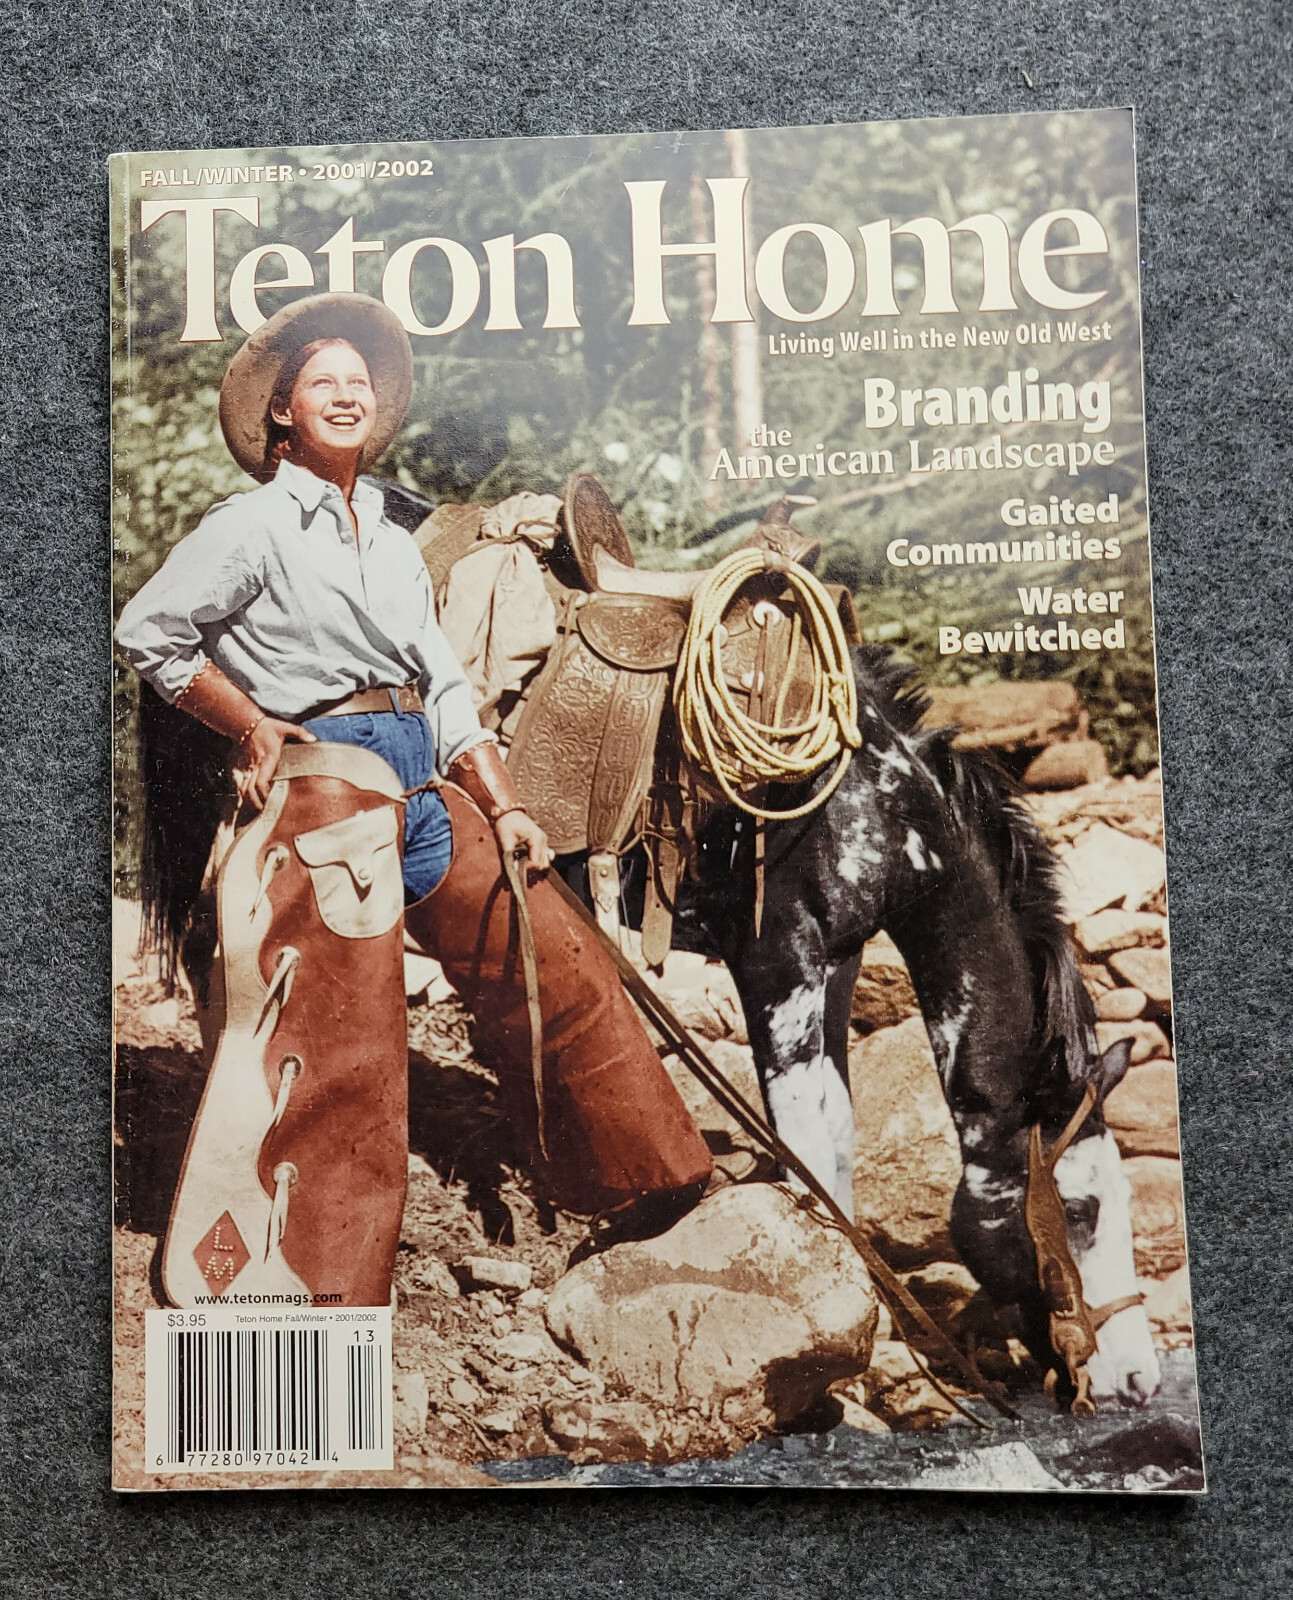 FALL/WINTER • 2001/2002
Teton Home
Living Well in the New Old West
Branding
the
American Landscape
Gaited
Communities
Water
Bewitched
L
M
www.tetonmags.com
$3.95 Teton Home Fall/Winter • 2001/2002
13
6 77280 97042 4